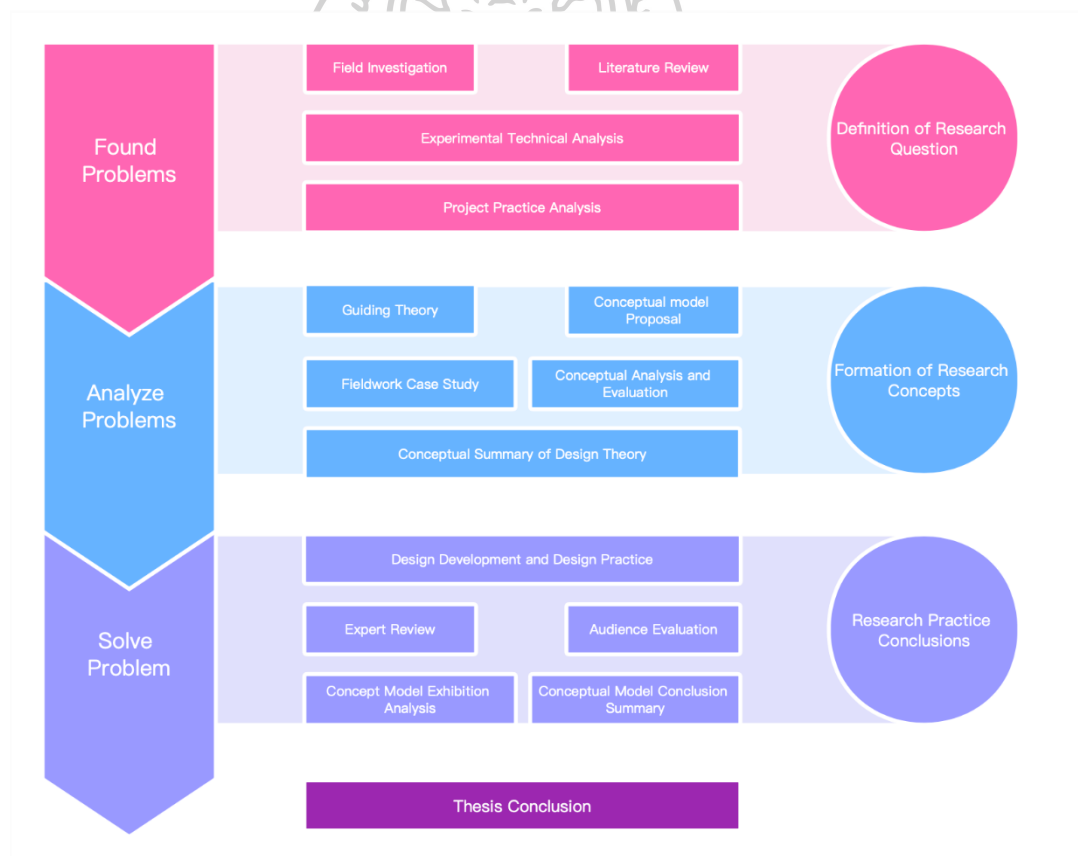 Found
Problems
Field Investigation
Literature Review
Experimental Technical Analysis
Project Practice Analysis
Definition of Research
Question
Analyze
Problems
Guiding Theory
Conceptual model
Proposal
Fieldwork Case Study
Conceptual Analysis and
Evaluation
Conceptual Summary of Design Theory
Formation of Research
Concepts
Solve
Problem
Design Development and Design Practice
Expert Review
Audience Evaluation
Concept Model Exhibition
Analysis
Conceptual Model Conclusion
Summary
Research Practice
Conclusions
Thesis Conclusion